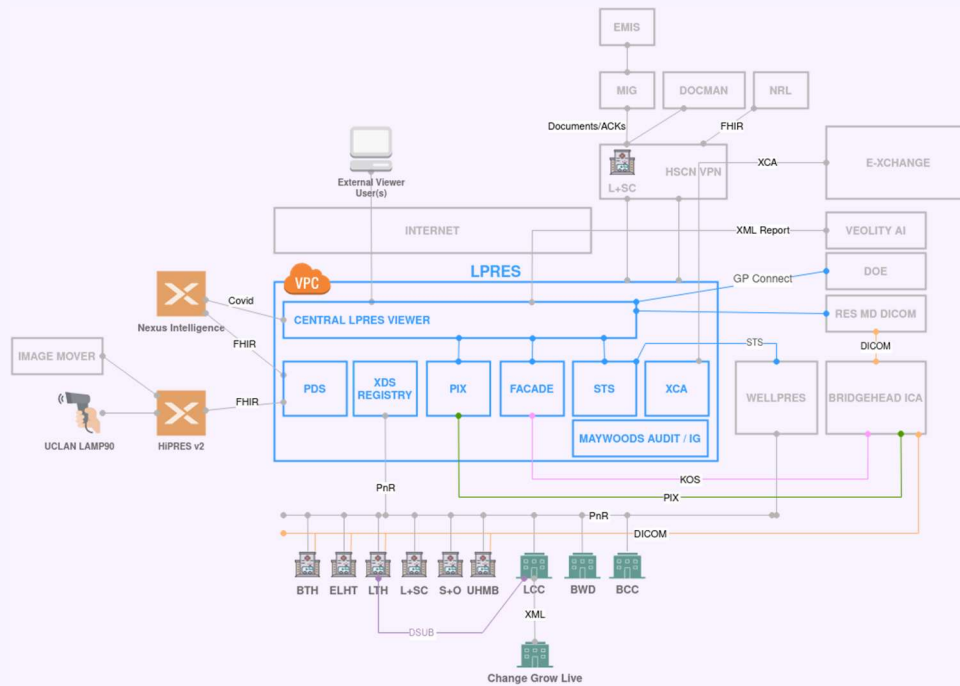 EMIS
MIG
DOCMAN
NRL
Documents/ACKs
FHIR
HSCN VPN
L+SC
XCA
E-XCHANGE
External Viewer
User(s)
INTERNET
XML Report
VEOLITY AI
LPRES
VPC
GP Connect
DOE
Nexus Intelligence
Covid
CENTRAL LPRES VIEWER
RES MD DICOM
FHIR
STS
DICOM
IMAGE MOVER
PDS
XDS
REGISTRY
PIX
FACADE
STS
XCA
WELLPRES
BRIDGEHEAD ICA
FHIR
UCLAN LAMP90
HiPRES v2
MAYWOODS AUDIT / IG
KOS
PnR
PIX
PnR
DICOM
BTH
ELHT
LTH
L+SC
S+O
UHMB
LCC
BWD
BCC
XML
DSUB
Change Grow Live